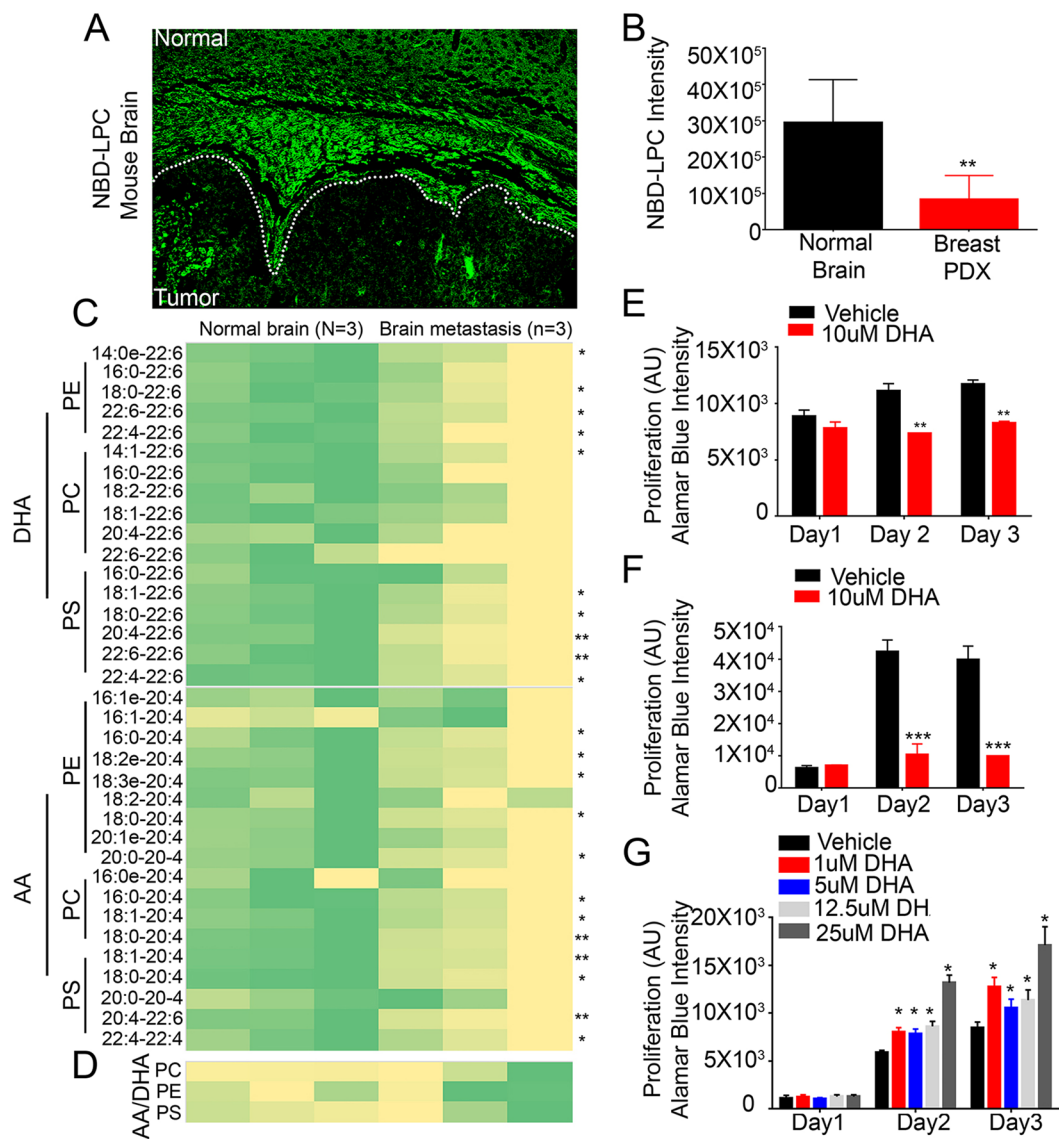 A
Normal
NBD-LPC
Mouse Brain
Tumor
B
NBD-LPC Intensity
50X10⁵
40X10⁵
30X10⁵
20X10⁵
10X10⁵
0
**
Normal
Brain
Breast
PDX
C
Normal brain (N=3)
Brain metastasis (n=3)
DHA
PE
14:0e-22:6 *
16:0-22:6
18:0-22:6 *
22:6-22:6 *
22:4-22:6 *
PC
14:1-22:6 *
16:0-22:6
18:2-22:6
18:1-22:6
20:4-22:6
22:6-22:6
PS
16:0-22:6
18:1-22:6 *
18:0-22:6 *
20:4-22:6 **
22:6-22:6 **
22:4-22:6 *
AA
PE
16:1e-20:4
16:1-20:4
16:0-20:4 *
18:2e-20:4 *
18:3e-20:4 *
18:2-20:4
18:0-20:4 *
20:1e-20:4
20:0-20-4 *
PC
16:0e-20:4
16:0-20:4 *
18:1-20:4 *
18:0-20:4 **
PS
18:1-20:4 **
18:0-20:4 *
20:0-20-4
20:4-22:6 **
22:4-22:4 *
D
AA/DHA
PC
PE
PS
E
Vehicle
10uM DHA
Proliferation (AU)
Alamar Blue Intensity
15X10³
10X10³
5X10³
0
**
**
Day1
Day 2
Day 3
F
Vehicle
10uM DHA
Proliferation (AU)
Alamar Blue Intensity
5X10⁴
4X10⁴
3X10⁴
2X10⁴
1X10⁴
0
***
***
Day1
Day2
Day3
G
Vehicle
1uM DHA
5uM DHA
12.5uM DH.
25uM DHA
Proliferation (AU)
Alamar Blue Intensity
20X10³
15X10³
10X10³
5X10³
0
* * * *
* * * *
Day1
Day2
Day3